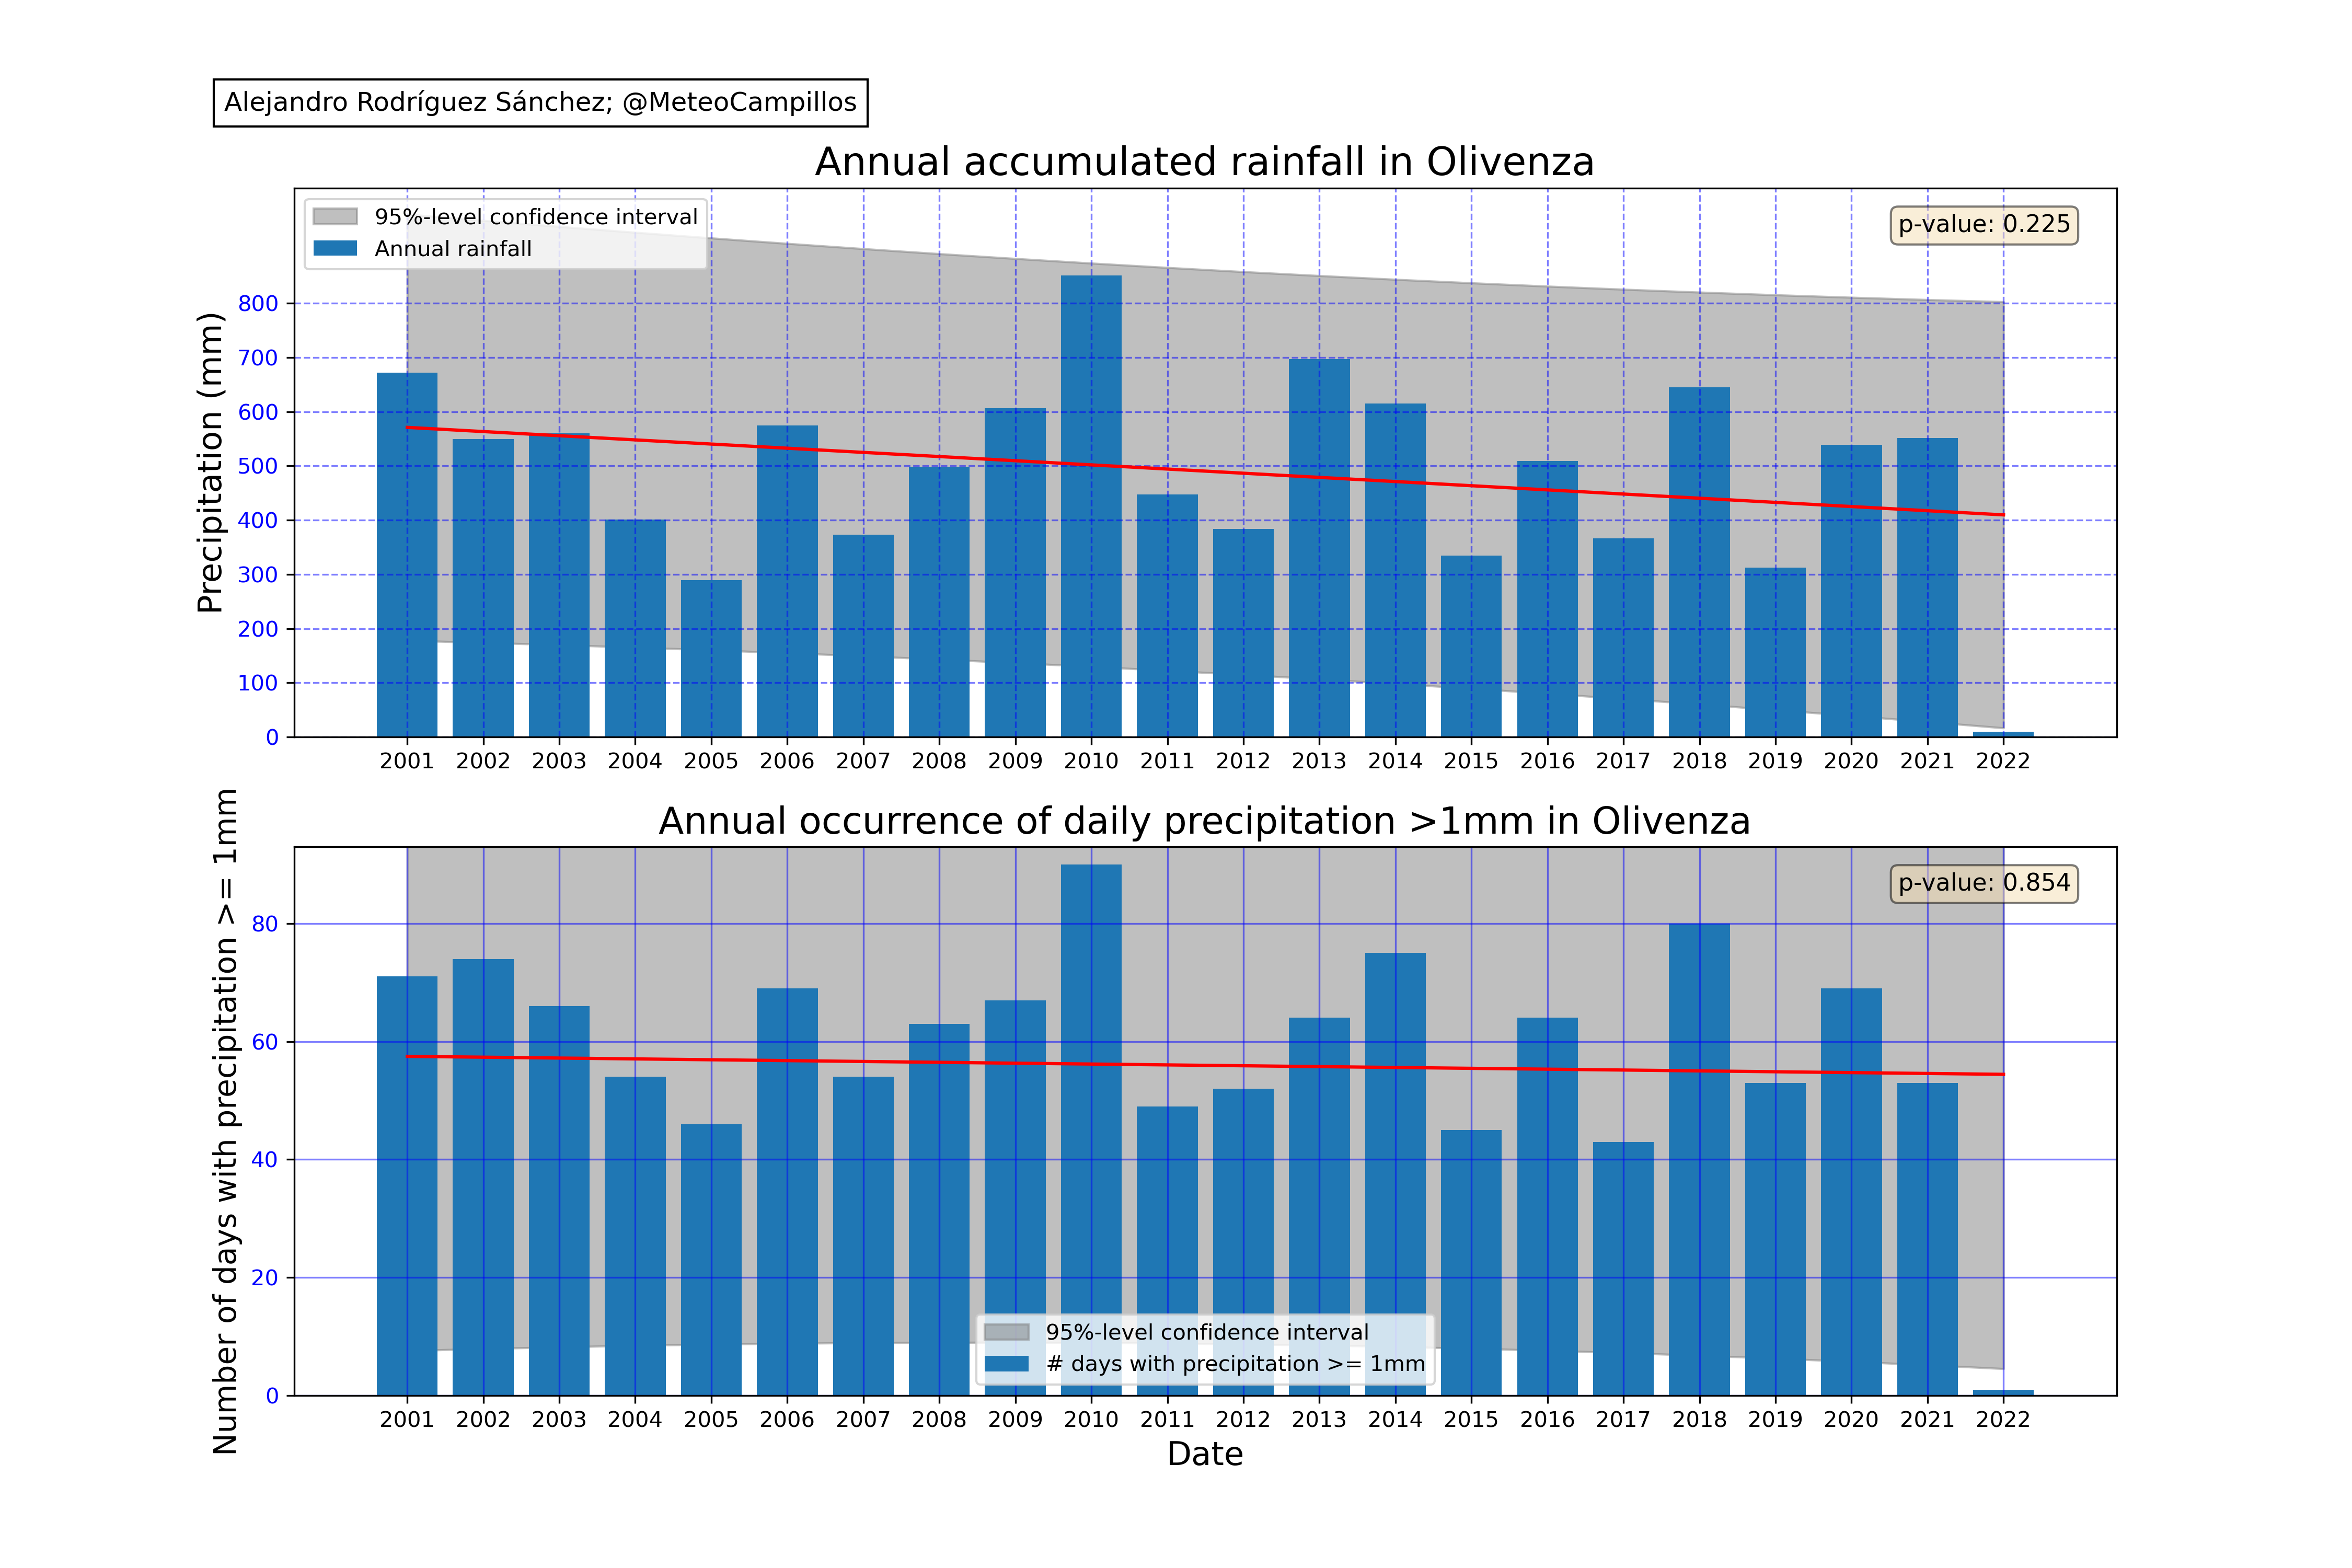 Alejandro Rodríguez Sánchez; @MeteoCampillos
Annual accumulated rainfall in Olivenza
95%-level confidence interval
Annual rainfall
p-value: 0.225
Precipitation (mm)
800
700
600
500
400
300
200
100
0
2001 2002 2003 2004 2005 2006 2007 2008 2009 2010 2011 2012 2013 2014 2015 2016 2017 2018 2019 2020 2021 2022
Annual occurrence of daily precipitation >1mm in Olivenza
p-value: 0.854
Number of days with precipitation >= 1mm
80
60
40
20
0
95%-level confidence interval
# days with precipitation >= 1mm
2001 2002 2003 2004 2005 2006 2007 2008 2009 2010 2011 2012 2013 2014 2015 2016 2017 2018 2019 2020 2021 2022
Date